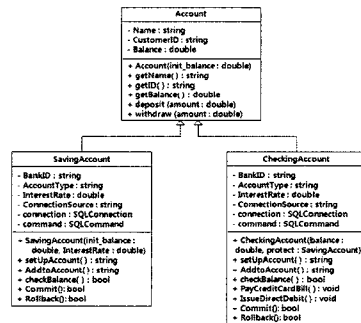 Account
- Name : string
- CustomerID : string
- Balance : double
+ Account(init_balance : double)
+ getName() : string
+ getID() : string
+ getBalance() : double
+ deposit (amount : double)
+ withdraw (amount : double)
SavingAccount
- BankID : string
- AccountType : string
- InterestRate : double
- ConnectionSource : string
- connection : SQLConnection
- command : SQLCommand
~ SavingAccount(init_balance :
double, InterestRate : double)
+ setUpAccount() : string
~ AddtoAccount() : string
+ checkBalance() : bool
~ Commit(): bool
+ Rollback(): bool
CheckingAccount
- BankID : string
- AccountType : string
- InterestRate : double
- ConnectionSource : string
- connection : SQLConnection
- command : SQLCommand
+ CheckingAccount(balance :
double, protect : SavingAccount)
+ setUpAccount() : string
~ AddtoAccount() : string
+ checkBalance() : bool
+ PayCreditCardBill() : void
+ IssueDirectDebit() : void
~ Commit(): bool
+ Rollback(): bool